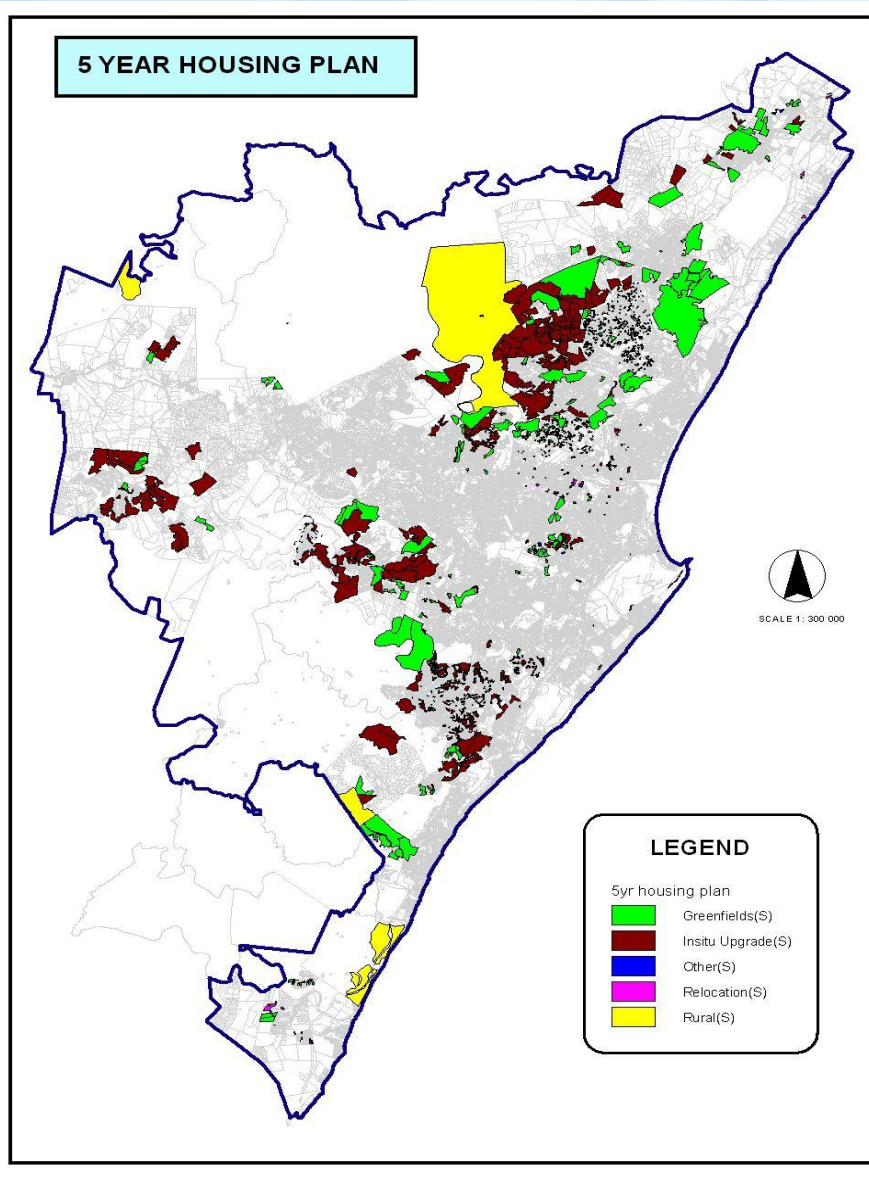 5 YEAR HOUSING PLAN
SCALE 1: 300 000
LEGEND
5yr housing plan
Greenfields(S)
Insitu Upgrade(S)
Other(S)
Relocation(S)
Rural(S)